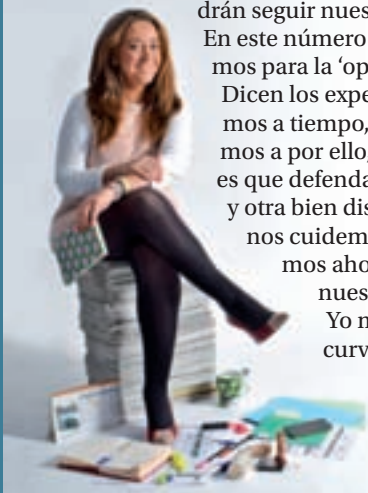 drán seguir nues
En este número
mos para la 'op
Dicen los expe
mos a tiempo,
mos a por ello,
es que defenda
y otra bien dis
nos cuidem
mos aho
nues
Yo n
curv